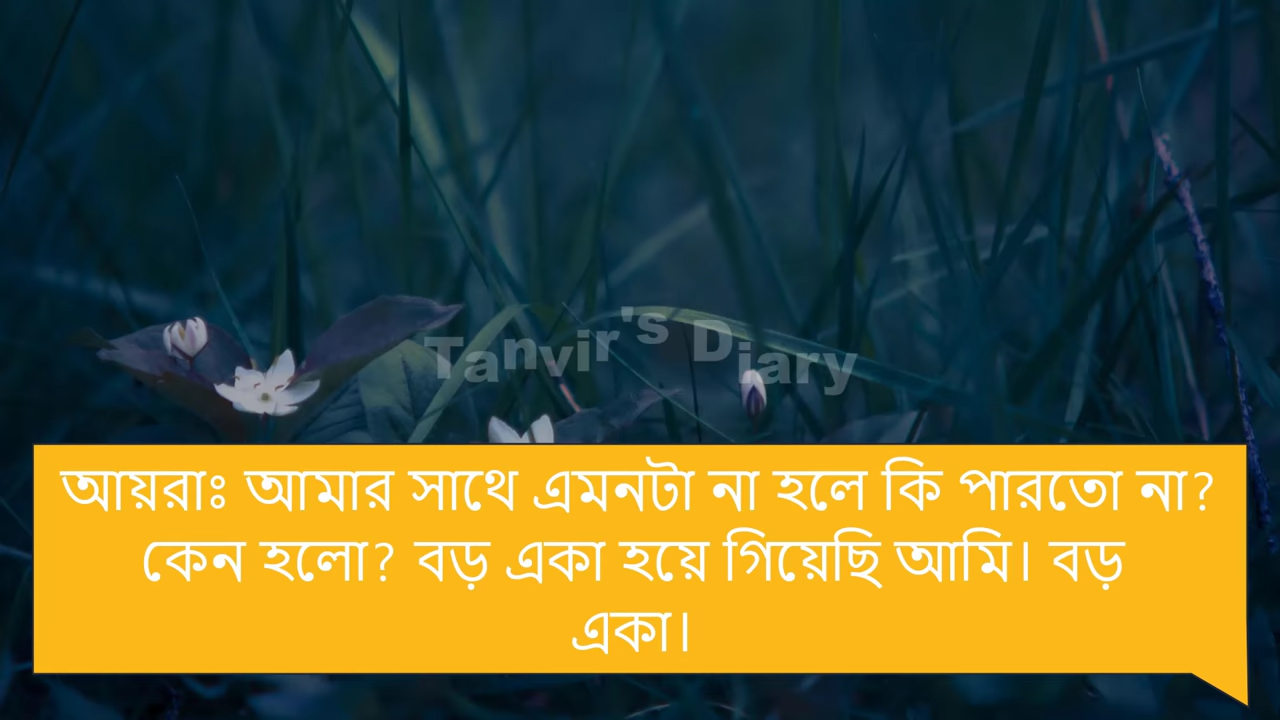 Tanvir's Diary
আয়রাঃ আমার সাথে এমনটা না হলে কি পারতো না?
কেন হলো? বড় একা হয়ে গিয়েছি আমি। বড়
একা।